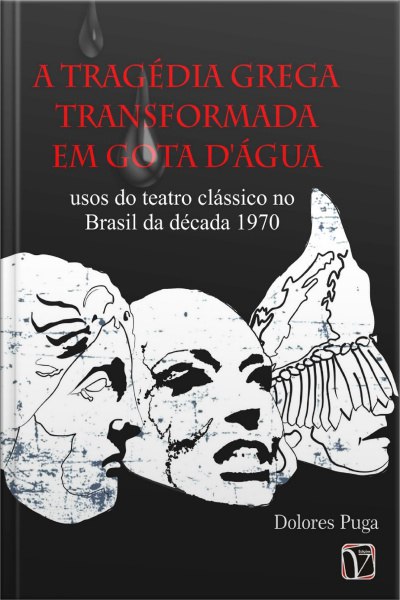 A TRAGÉDIA GREGA
TRANSFORMADA
EM GOTA D'ÁGUA
usos do teatro clássico no
Brasil da década 1970
Dolores Puga